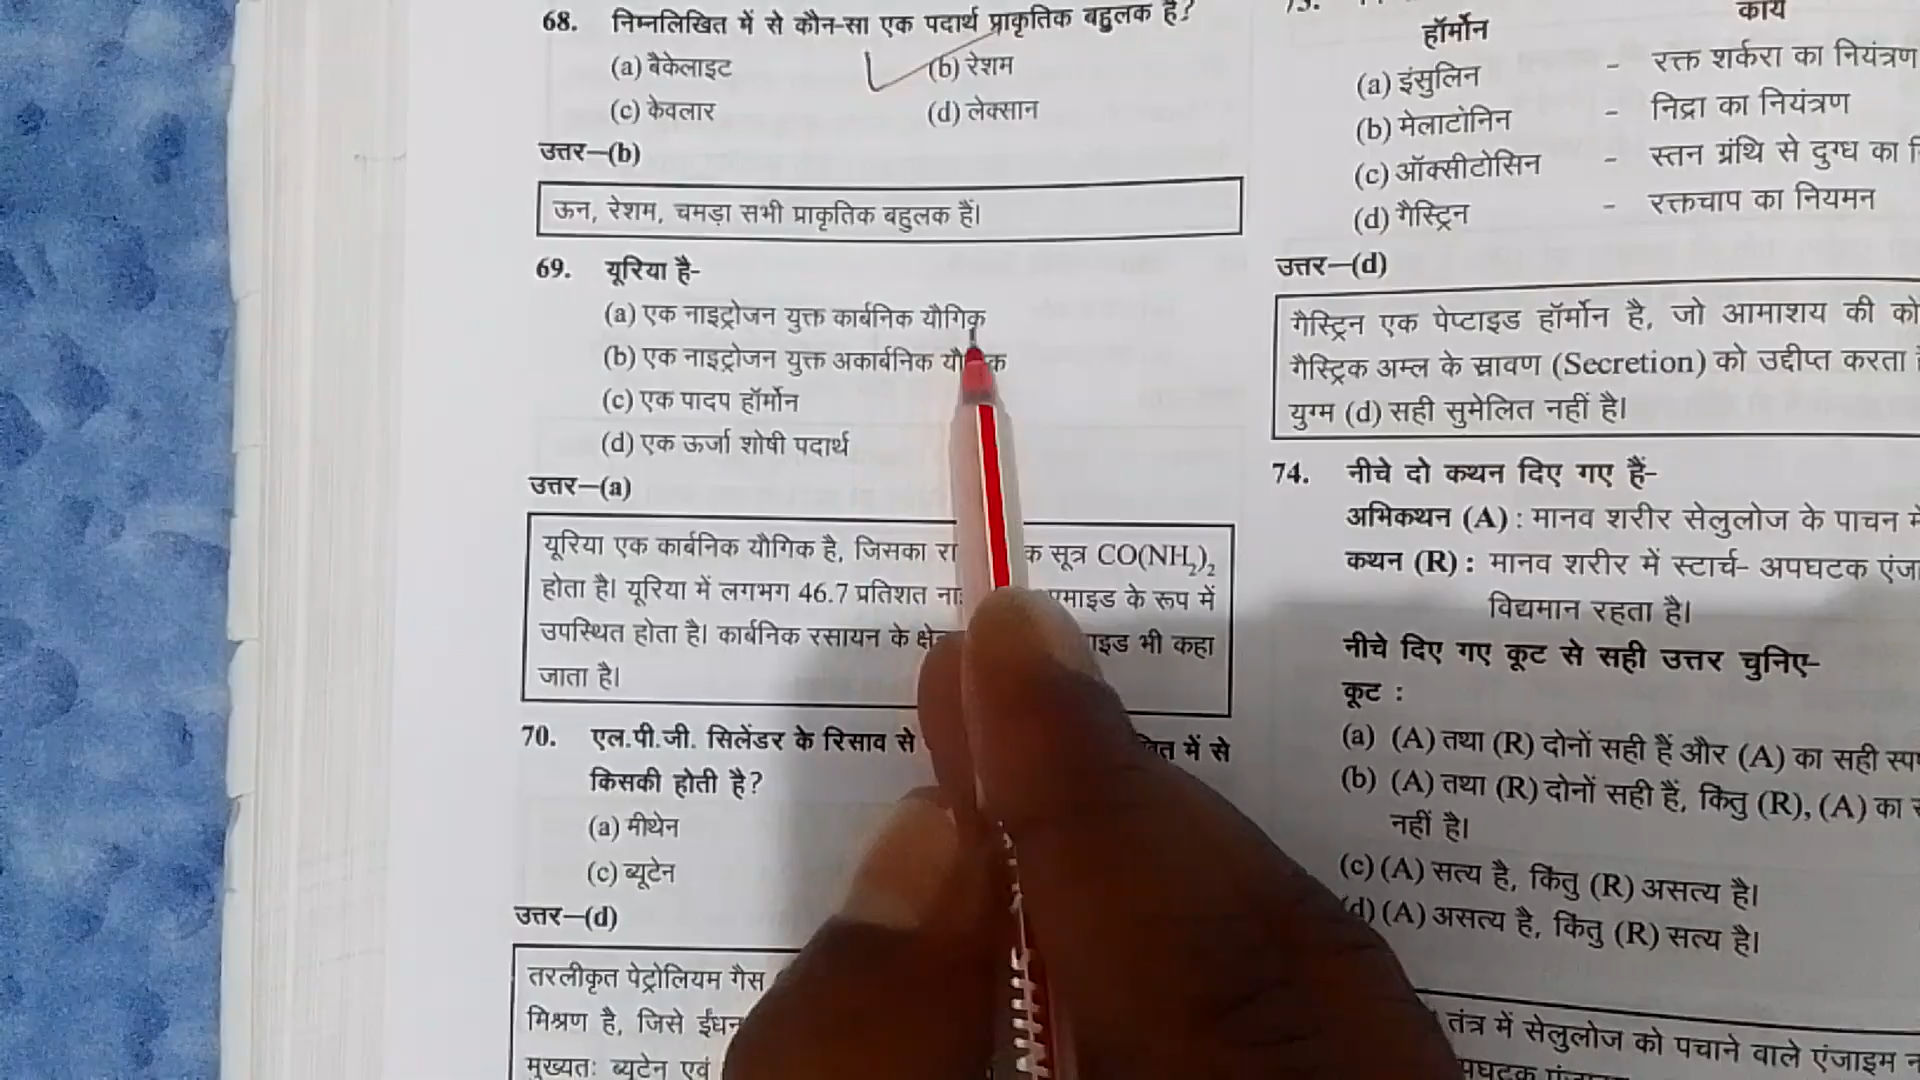 68. निम्नलिखित में से कौन-सा एक पदार्थ प्राकृतिक बहुलक है?
(a) बैकेलाइट (b) रेशम
(c) केवलार (d) लेक्सान
उत्तर—(b)
ऊन, रेशम, चमड़ा सभी प्राकृतिक बहुलक हैं।
69. यूरिया है-
(a) एक नाइट्रोजन युक्त कार्बनिक यौगिक
(b) एक नाइट्रोजन युक्त अकार्बनिक
(c) एक पादप हॉर्मोन
(d) एक ऊर्जा शोषी पदार्थ
उत्तर—(a)
यूरिया एक कार्बनिक यौगिक है, जिसका सूत्र CO(NH₂)₂
होता है। यूरिया में लगभग 46.7 प्रतिशत के रूप में
उपस्थित होता है। कार्बनिक रसायन के भी कहा
जाता है।
70. एल.पी.जी. सिलेंडर के रिसाव से में से
किसकी होती है?
(a) मीथेन
(c) ब्यूटेन
उत्तर—(d)
तरलीकृत पेट्रोलियम गैस
मिश्रण है, जिसे
मुख्यतः ब्यूटेन एवं
हॉर्मोन कार्य
(a) इंसुलिन - रक्त शर्करा का नियंत्रण
(b) मेलाटोनिन - निद्रा का नियंत्रण
(c) ऑक्सीटोसिन - स्तन ग्रंथि से दुग्ध का
(d) गैस्ट्रिन - रक्तचाप का नियमन
उत्तर—(d)
गैस्ट्रिन एक पेप्टाइड हॉर्मोन है, जो आमाशय की
गैस्ट्रिक अम्ल के स्रावण (Secretion) को उद्दीप्त करता
युग्म (d) सही सुमेलित नहीं है।
74. नीचे दो कथन दिए गए हैं-
अभिकथन (A) : मानव शरीर सेलुलोज के पाचन
कथन (R) : मानव शरीर में स्टार्च- अपघटक
विद्यमान रहता है।
नीचे दिए गए कूट से सही उत्तर चुनिए-
कूट :
(a) (A) तथा (R) दोनों सही हैं और (A) का सही
(b) (A) तथा (R) दोनों सही हैं, किंतु (R), (A) का
नहीं है।
(c) (A) सत्य है, किंतु (R) असत्य है।
(d) (A) असत्य है, किंतु (R) सत्य है।
तंत्र में सेलुलोज को पचाने वाले एंजाइम